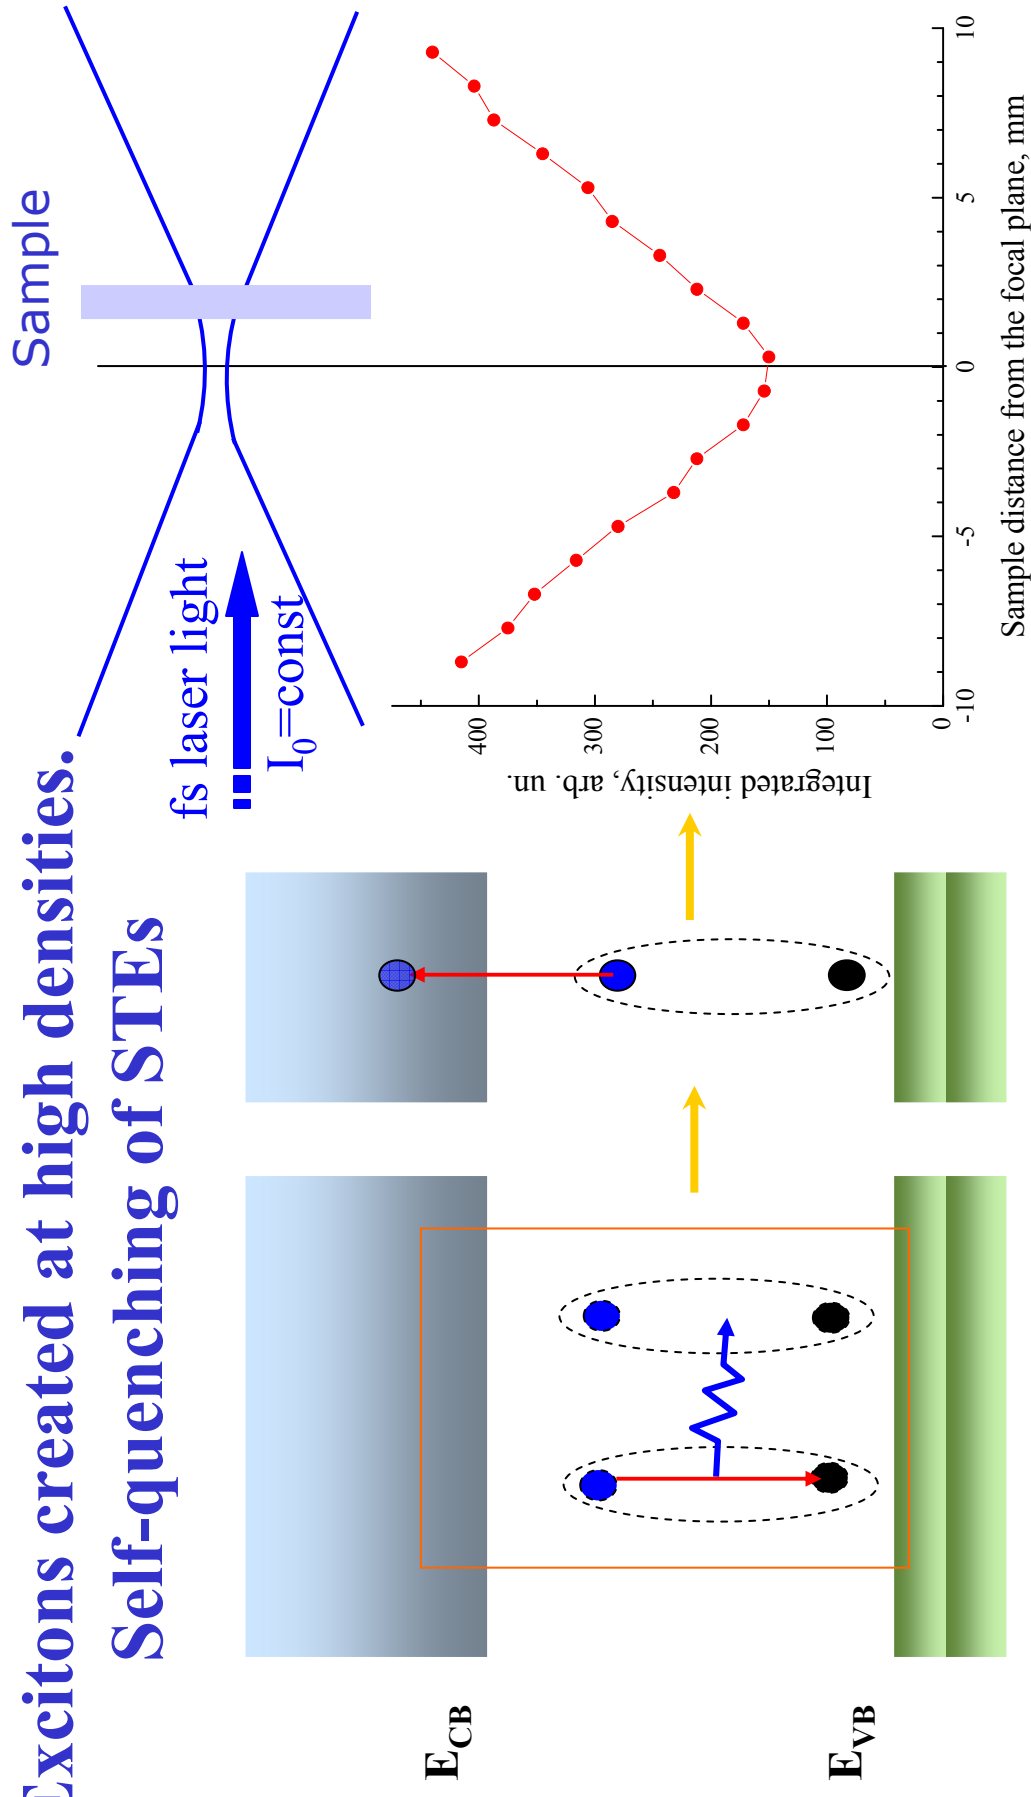 Excitons created at high densities.
Self-quenching of STEs
fs laser light
I₀=const
Sample
E_CB
E_VB
Integrated intensity, arb. un.
400
300
200
100
0
-10
-5
0
5
10
Sample distance from the focal plane, mm